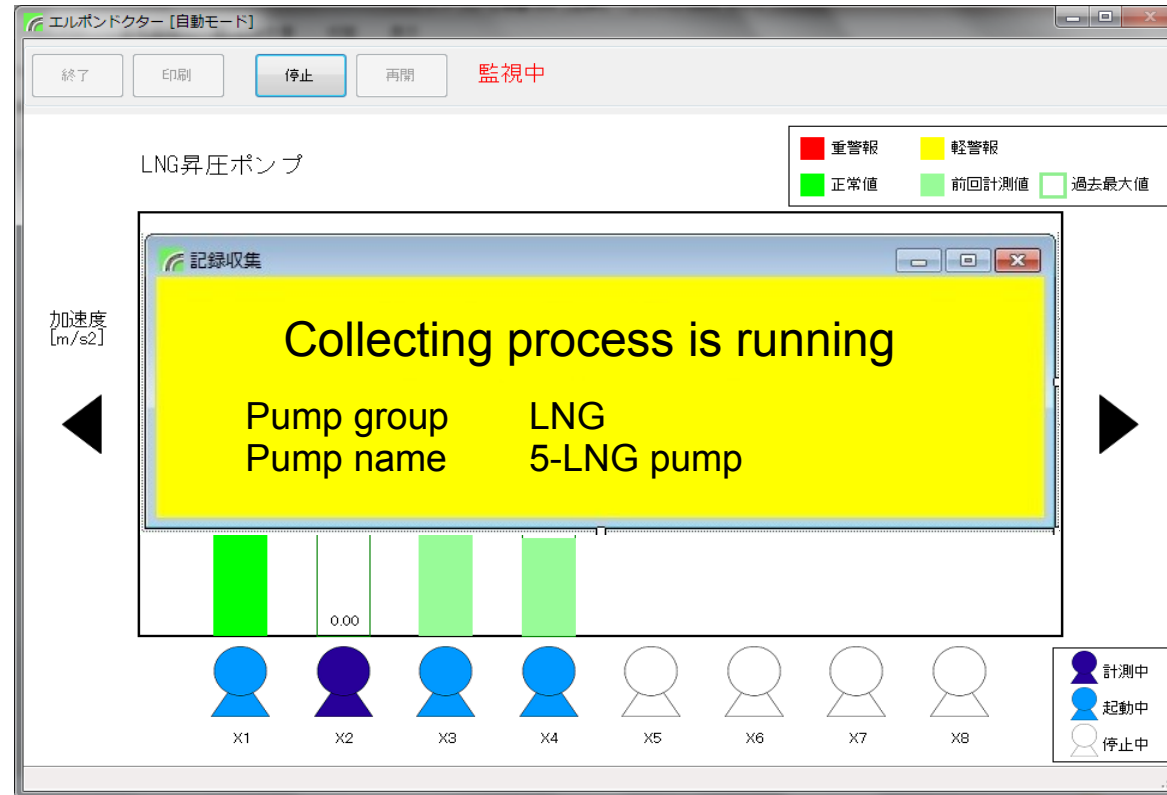 エルポンドクター [自動モード]
終了 印刷 停止 再開 監視中
重警報 軽警報
LNG昇圧ポンプ
正常値 前回計測値 過去最大値
記録収集
加速度
[m/s2]
Collecting process is running
Pump group LNG
Pump name 5-LNG pump
0.00
計測中
起動中
停止中
X1 X2 X3 X4 X5 X6 X7 X8